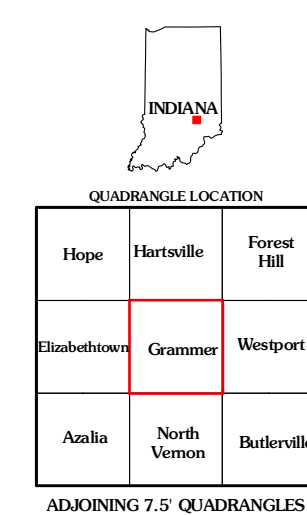 INDIANA
QUADRANGLE LOCATION
Hope
Hartsville
Forest
Hill
Elizabethtown
Grammer
Westport
Azalia
North
Vernon
Butlerville
ADJOINING 7.5' QUADRANGLES